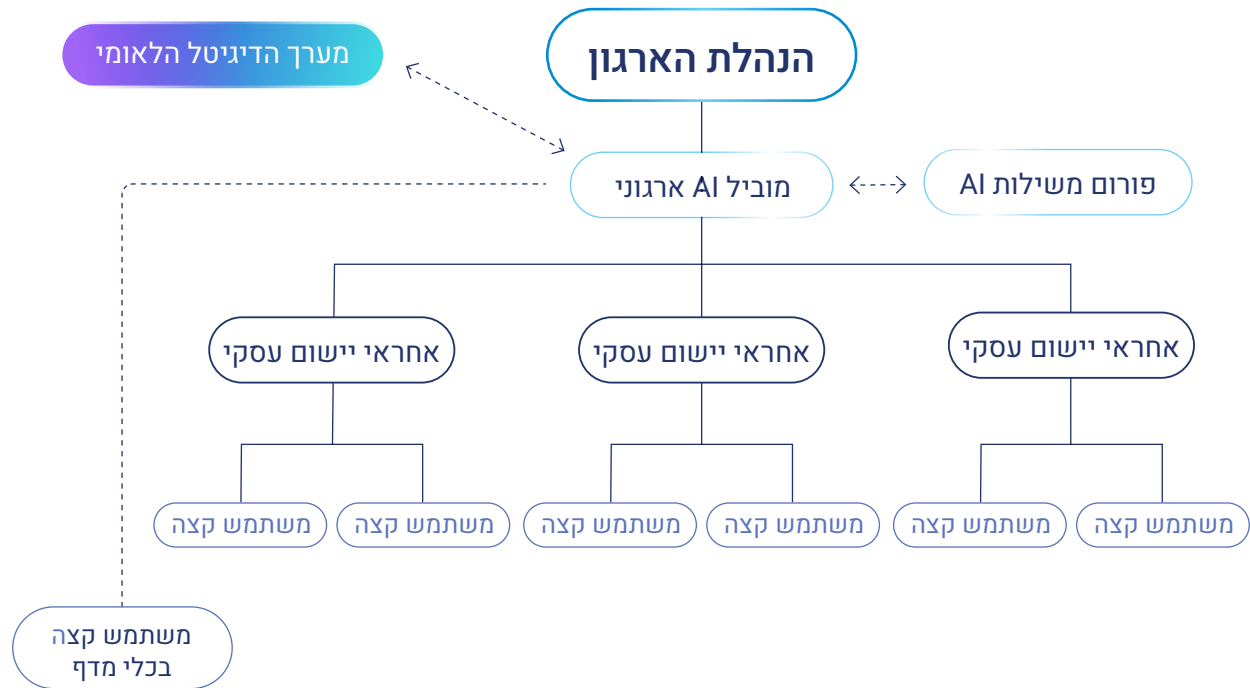 הנהלת הארגון
מערך הדיגיטל הלאומי
פורום משילות AI
מוביל AI ארגוני
אחראי יישום עסקי
אחראי יישום עסקי
אחראי יישום עסקי
משתמש קצה
משתמש קצה
משתמש קצה
משתמש קצה
משתמש קצה
משתמש קצה
משתמש קצה
בכלי מדף